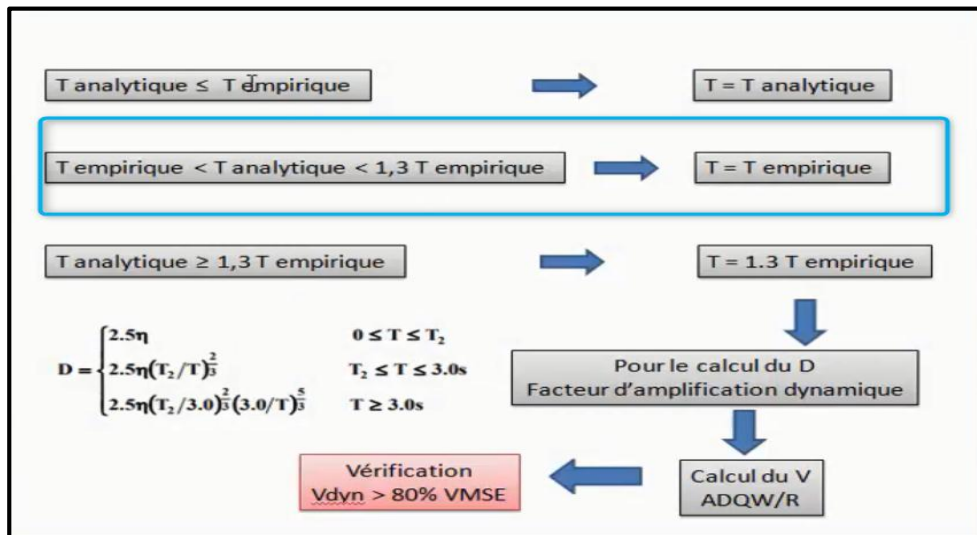 T analytique ≤ T empirique
T = T analytique
T empirique < T analytique < 1,3 T empirique
T = T empirique
T analytique ≥ 1,3 T empirique
T = 1.3 T empirique
D = { 2.5η 0 ≤ T ≤ T₂
2.5η(T₂/T)^(2/3) T₂ ≤ T ≤ 3.0s
2.5η(T₂/3.0)^(2/3)(3.0/T)^(5/3) T ≥ 3.0s
Pour le calcul du D
Facteur d'amplification dynamique
Calcul du V
ADQW/R
Vérification
Vdyn > 80% VMSE